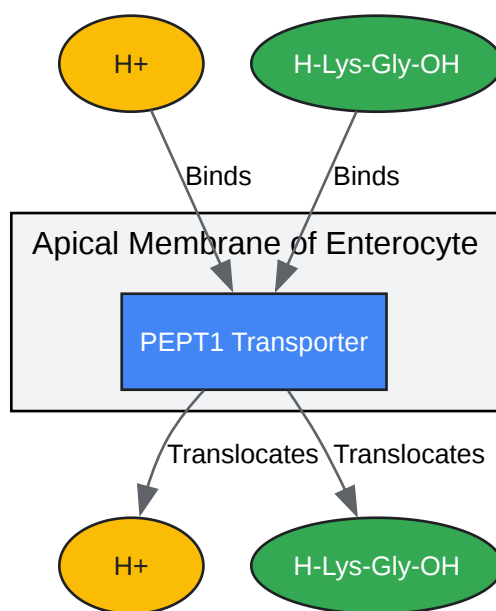 H+
H-Lys-Gly-OH
Binds
Binds
Apical Membrane of Enterocyte
PEPT1 Transporter
Translocates
Translocates
H+
H-Lys-Gly-OH